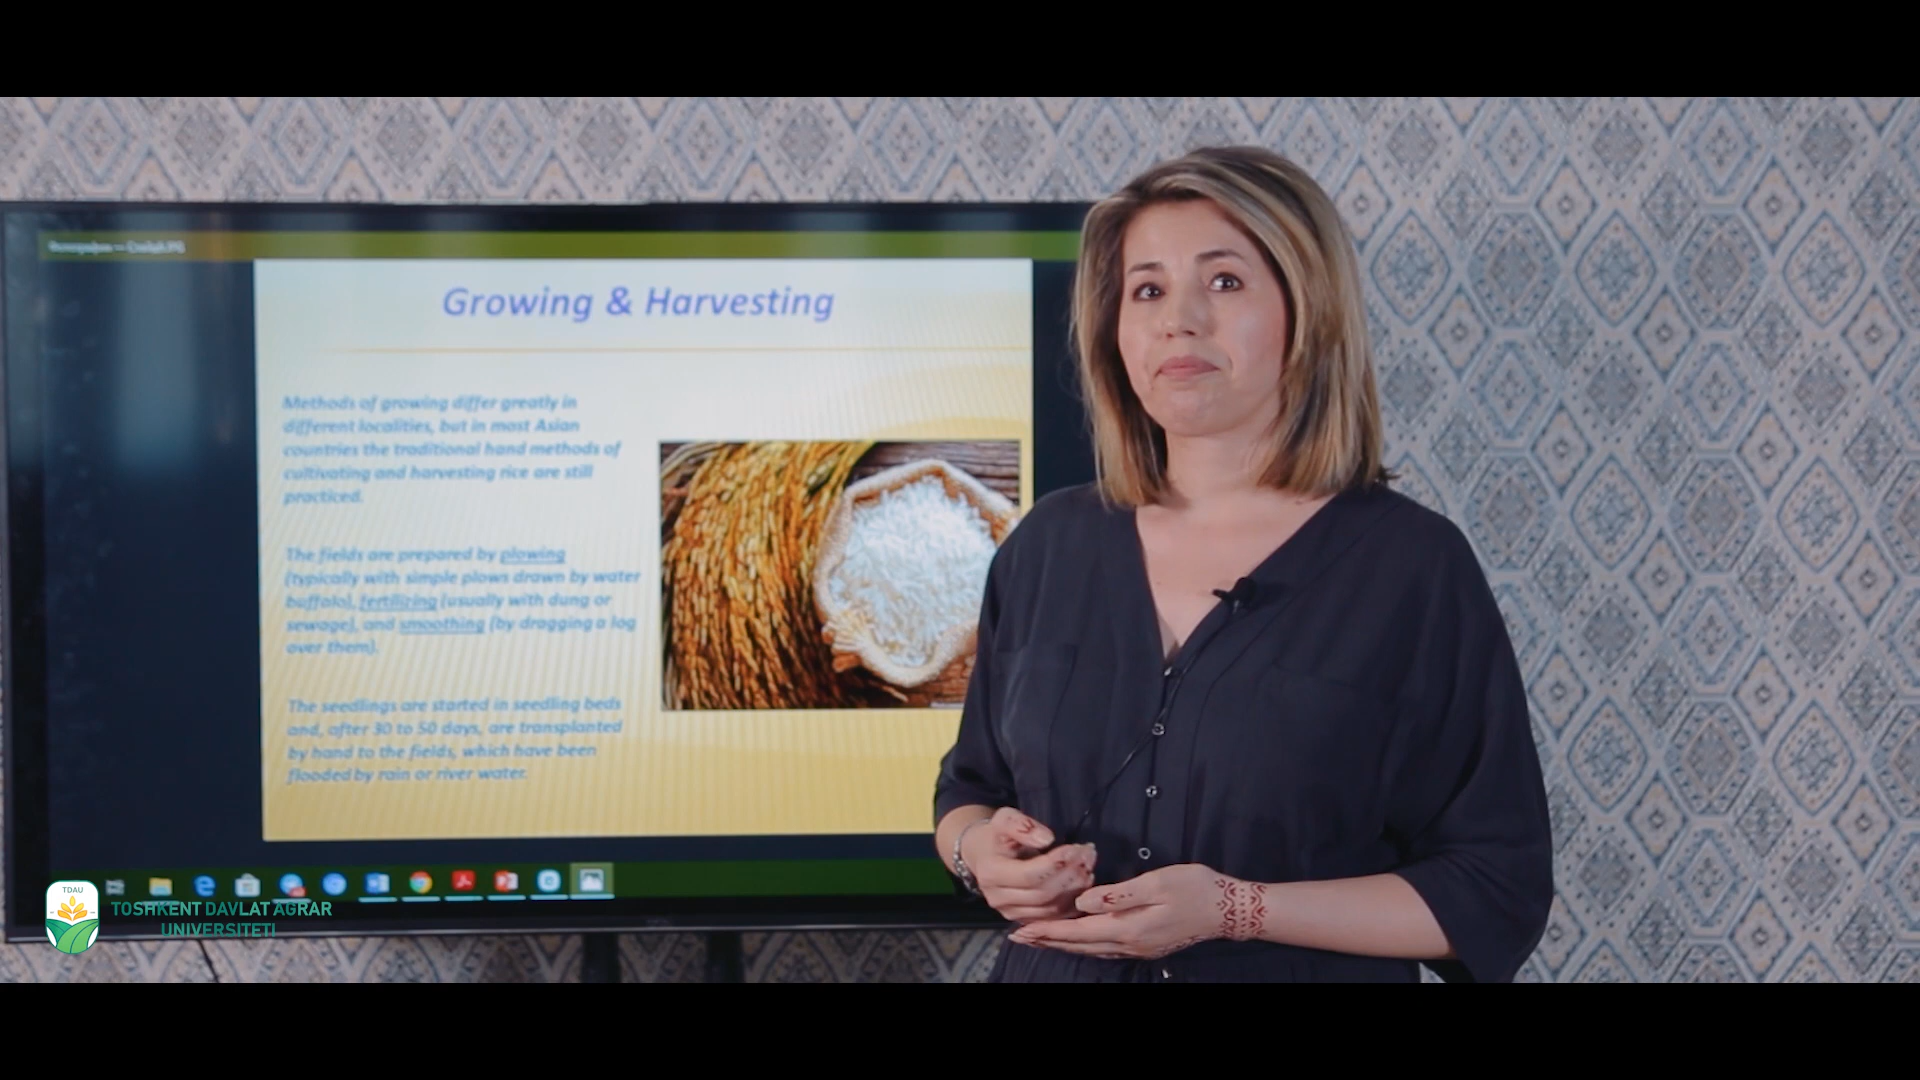 Growing & Harvesting
Methods of growing differ greatly in
different localities, but in most Asian
countries the traditional hand methods of
cultivating and harvesting rice are still
practiced.
The fields are prepared by plowing
(typically with simple plows drawn by water
buffalo), fertilizing (usually with dung or
sewage), and smoothing (by dragging a log
over them).
The seedlings are started in seedling beds
and, after 30 to 50 days, are transplanted
by hand to the fields, which have been
flooded by rain or river water.
TDAU
TOSHKENT DAVLAT AGRAR
UNIVERSITETI